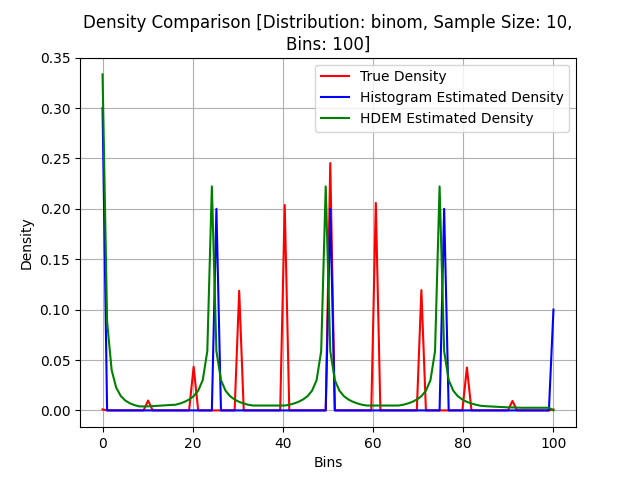 Density Comparison [Distribution: binom, Sample Size: 10,
Bins: 100]
True Density
Histogram Estimated Density
HDEM Estimated Density
Density
0.35
0.30
0.25
0.20
0.15
0.10
0.05
0.00
0 20 40 60 80 100
Bins